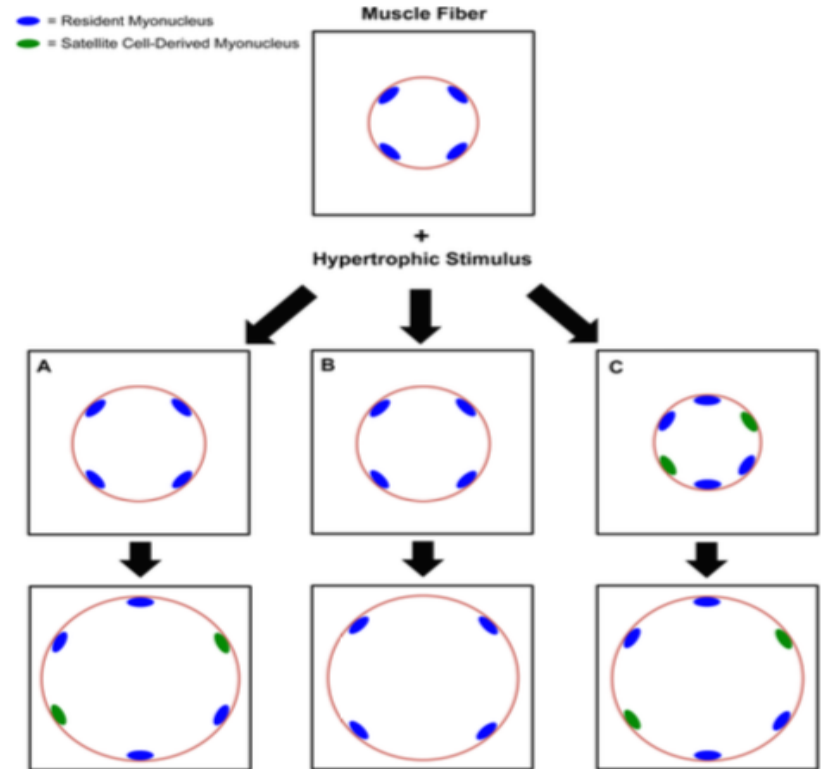 Muscle Fiber
= Resident Myonucleus
= Satellite Cell-Derived Myonucleus
+
Hypertrophic Stimulus
A
B
C